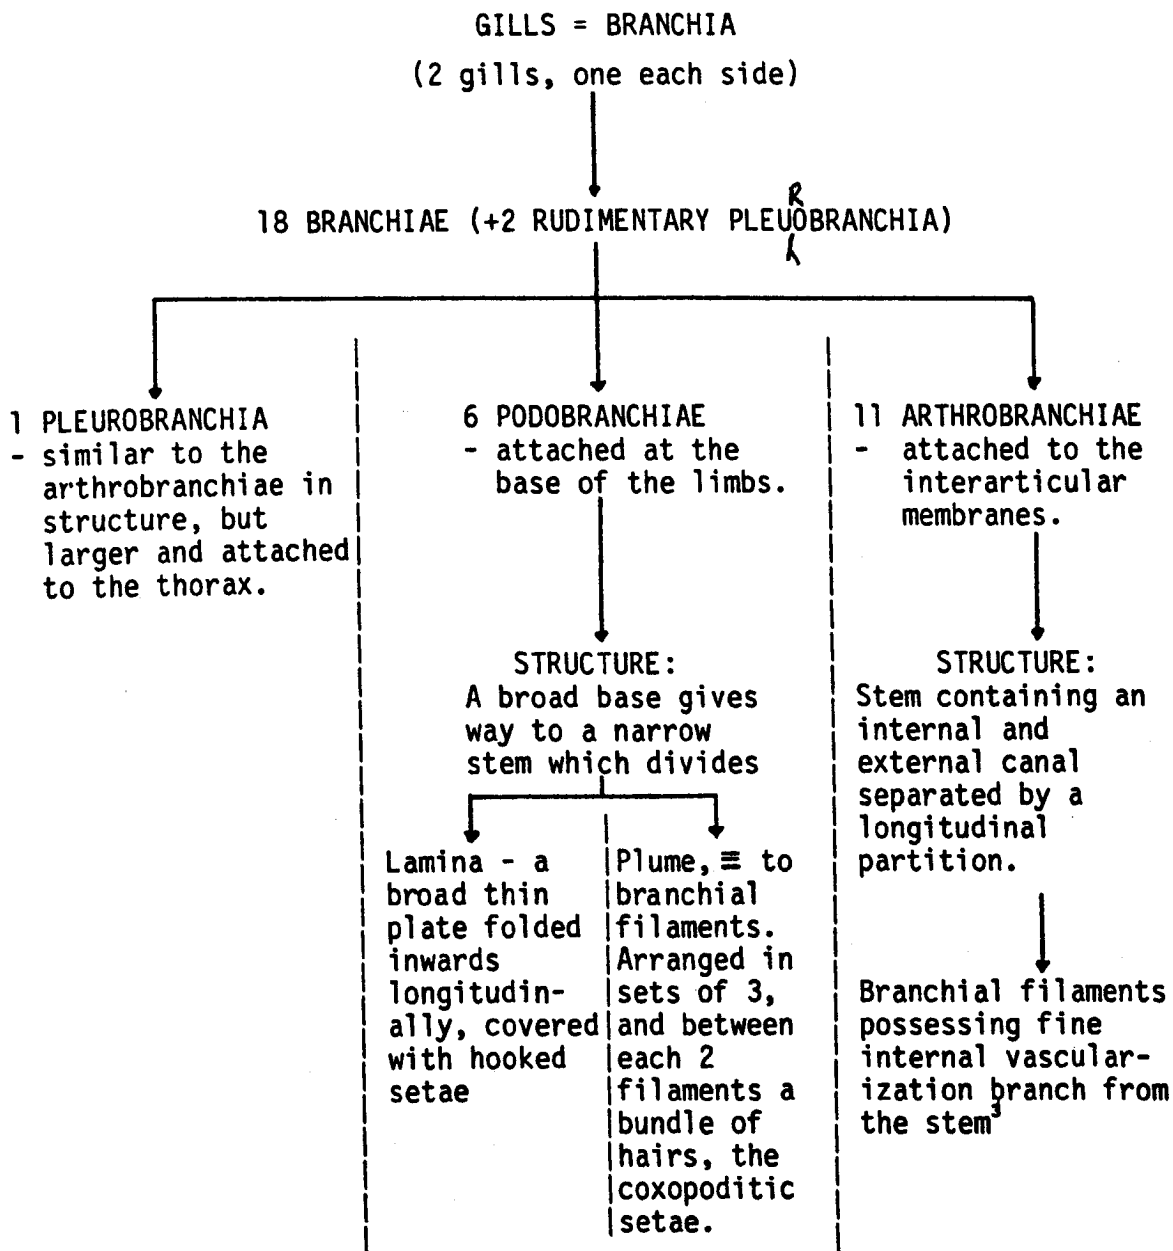 GILLS = BRANCHIA
(2 gills, one each side)
R
18 BRANCHIAE (+2 RUDIMENTARY PLEUOBRANCHIA)
1 PLEUROBRANCHIA
- similar to the
arthrobranchiae in
structure, but
larger and attached
to the thorax.
6 PODOBRANCHIAE
- attached at the
base of the limbs.
STRUCTURE:
A broad base gives
way to a narrow
stem which divides
Lamina - a
broad thin
plate folded
inwards
longitudin-
ally, covered
with hooked
setae
Plume, ≡ to
branchial
filaments.
Arranged in
sets of 3,
and between
each 2
filaments a
bundle of
hairs, the
coxopoditic
setae.
11 ARTHROBRANCHIAE
- attached to the
interarticular
membranes.
STRUCTURE:
Stem containing an
internal and
external canal
separated by a
longitudinal
partition.
Branchial filaments
possessing fine
internal vascular-
ization branch from
the stem³